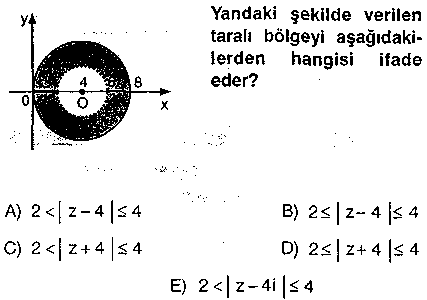 Yandaki şekilde verilen
taralı bölgeyi aşağıdaki-
lerden hangisi ifade
eder?
y
4
8
0
O
x
A) 2 < | z – 4 | ≤ 4
B) 2 ≤ | z – 4 | ≤ 4
C) 2 < | z + 4 | ≤ 4
D) 2 ≤ | z + 4 | ≤ 4
E) 2 < | z – 4i | ≤ 4